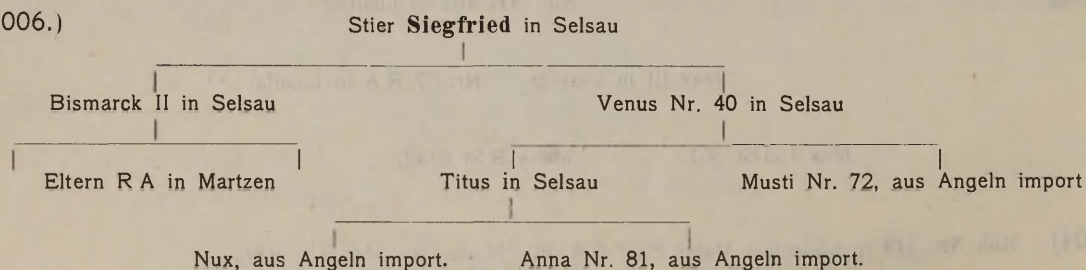 006.)
Stier Siegfried in Selsau
Bismarck II in Selsau Venus Nr. 40 in Selsau
Eltern R A in Martzen Titus in Selsau Musti Nr. 72, aus Angeln import
Nux, aus Angeln import. Anna Nr. 81, aus Angeln import.